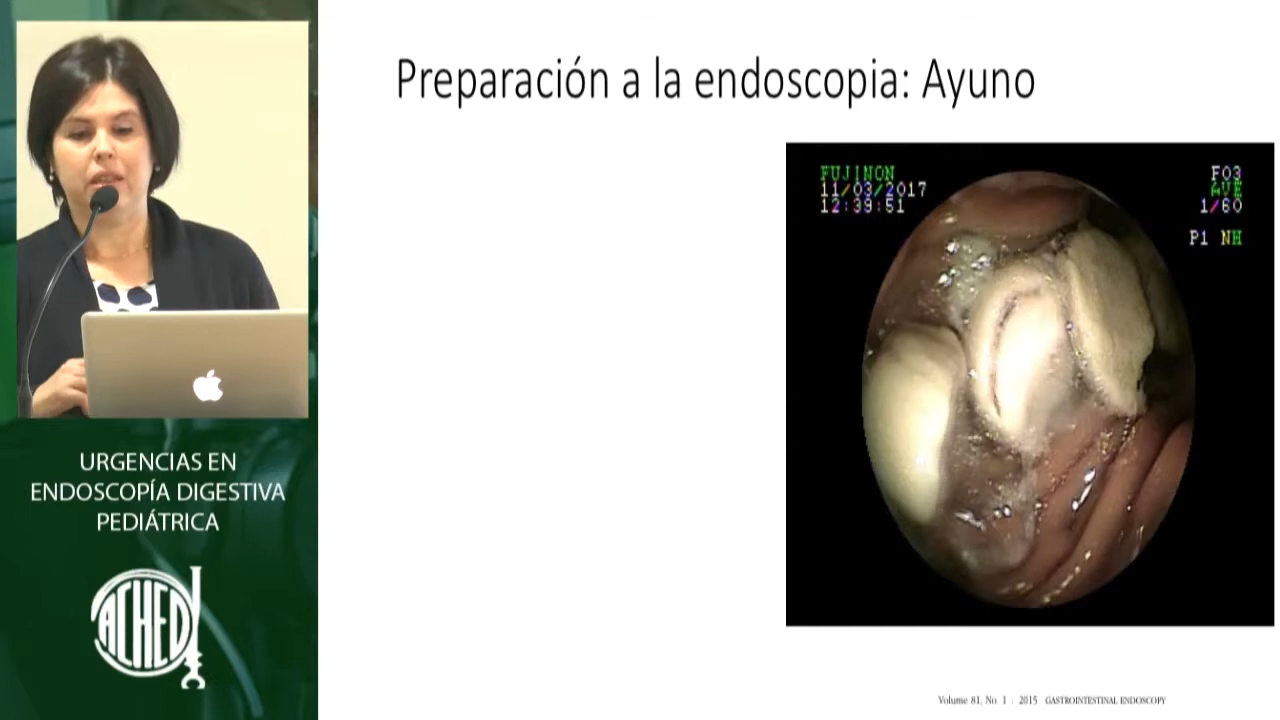 Preparación a la endoscopia: Ayuno
FUJINON
11/03/2017
12:39:51
F03
AVE
1/60
P1 NH
URGENCIAS EN
ENDOSCOPÍA DIGESTIVA
PEDIÁTRICA
ACHED
Volume 81, No. 1 : 2015 GASTROINTESTINAL ENDOSCOPY